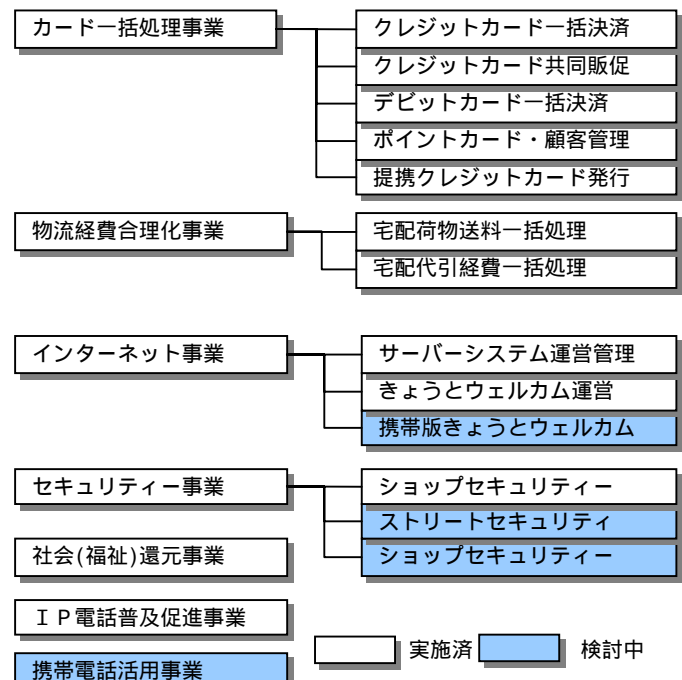 カード一括処理事業
クレジットカード一括決済
クレジットカード共同販促
デビットカード一括決済
ポイントカード・顧客管理
提携クレジットカード発行
物流経費合理化事業
宅配荷物送料一括処理
宅配代引経費一括処理
インターネット事業
サーバーシステム運営管理
きょうとウェルカム運営
携帯版きょうとウェルカム
セキュリティー事業
ショップセキュリティー
ストリートセキュリティ
ショップセキュリティー
社会(福祉)還元事業
ＩＰ電話普及促進事業
携帯電話活用事業
実施済
検討中